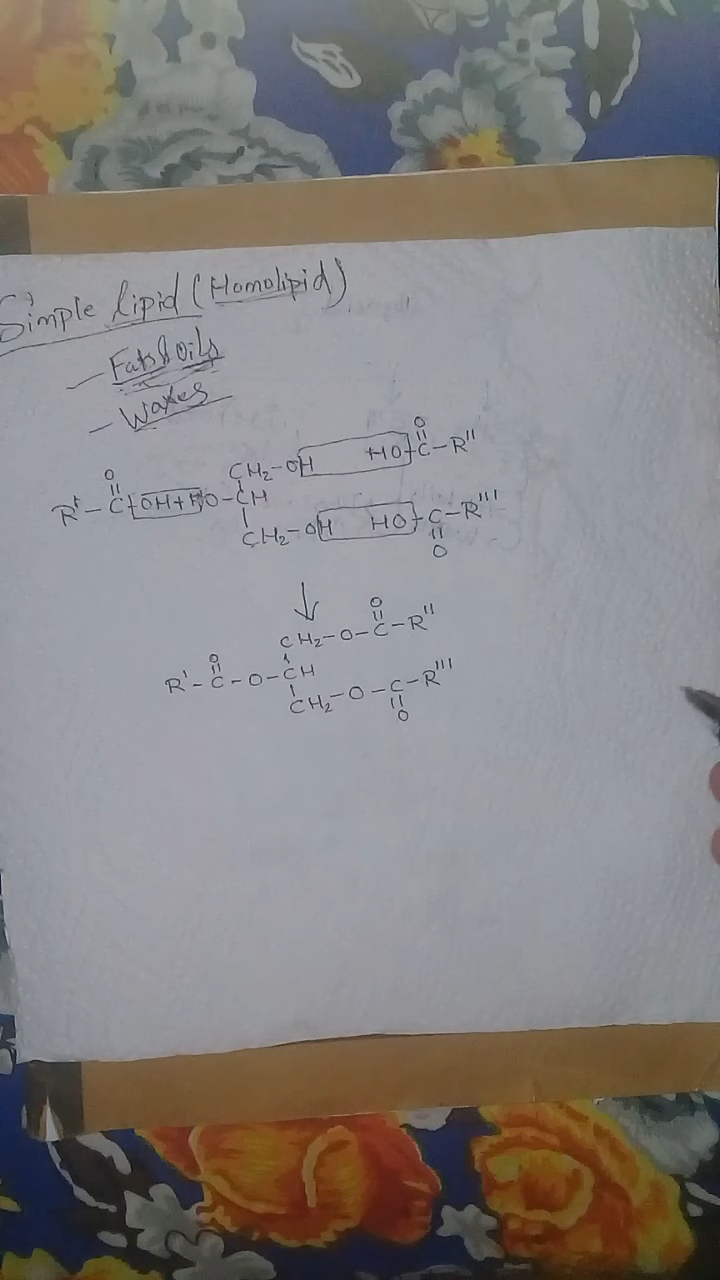 Simple lipid (Homolipid)
– Fats & Oils
– Waxes
O
CH₂–OH HO–C–R''
O
R'–C–OH+HO–CH
CH₂–OH HO–C–R'''
O
O
CH₂–O–C–R''
O
R'–C–O–CH
CH₂–O–C–R'''
O